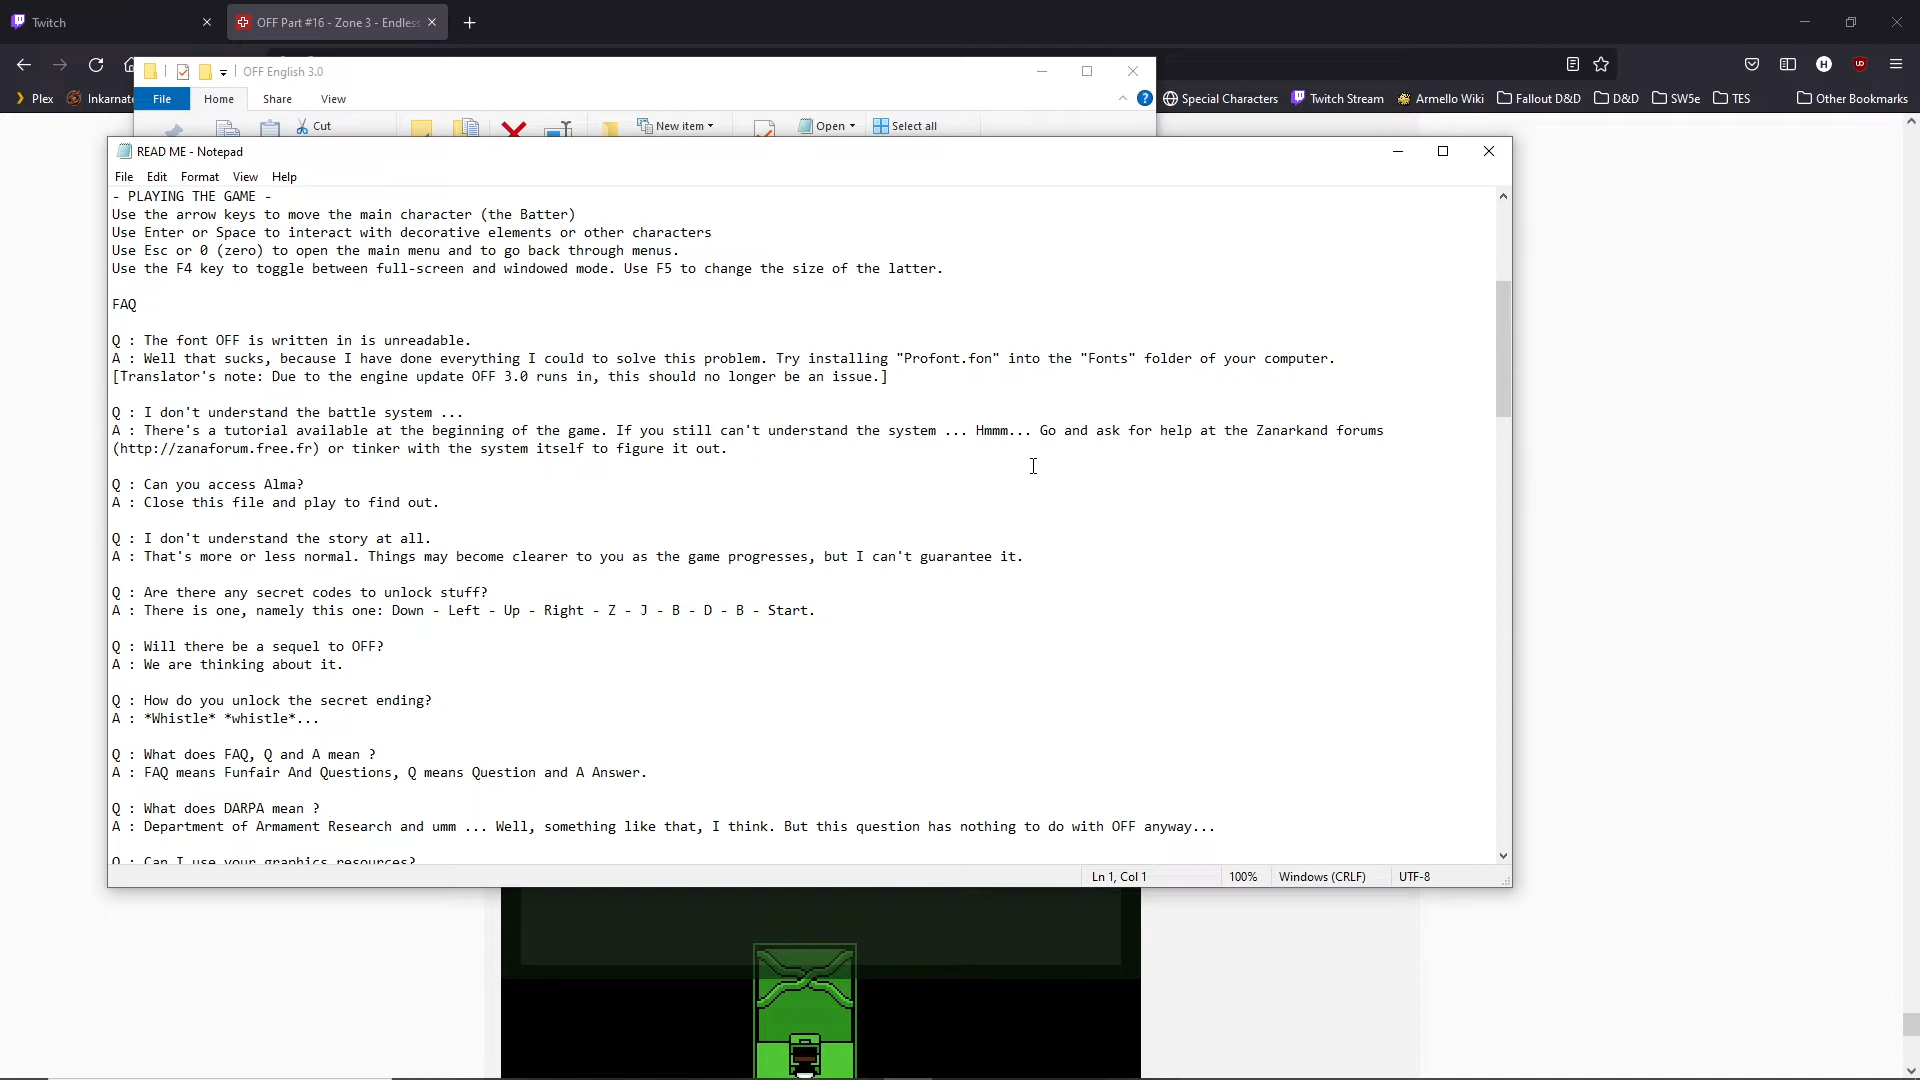 Twitch
OFF Part #16 - Zone 3 - Endless
OFF English 3.0
Plex
Inkarnate
Special Characters
Twitch Stream
Armello Wiki
Fallout D&D
D&D
SW5e
TES
Other Bookmarks
File
Home
Share
View
Cut
New item
Open
Select all
READ ME - Notepad
File
Edit
Format
View
Help
- PLAYING THE GAME -
Use the arrow keys to move the main character (the Batter)
Use Enter or Space to interact with decorative elements or other characters
Use Esc or 0 (zero) to open the main menu and to go back through menus.
Use the F4 key to toggle between full-screen and windowed mode. Use F5 to change the size of the latter.
FAQ
Q : The font OFF is written in is unreadable.
A : Well that sucks, because I have done everything I could to solve this problem. Try installing "Profont.fon" into the "Fonts" folder of your computer.
[Translator's note: Due to the engine update OFF 3.0 runs in, this should no longer be an issue.]
Q : I don't understand the battle system ...
A : There's a tutorial available at the beginning of the game. If you still can't understand the system ... Hmmm... Go and ask for help at the Zanarkand forums
(http://zanaforum.free.fr) or tinker with the system itself to figure it out.
Q : Can you access Alma?
A : Close this file and play to find out.
Q : I don't understand the story at all.
A : That's more or less normal. Things may become clearer to you as the game progresses, but I can't guarantee it.
Q : Are there any secret codes to unlock stuff?
A : There is one, namely this one: Down - Left - Up - Right - Z - J - B - D - B - Start.
Q : Will there be a sequel to OFF?
A : We are thinking about it.
Q : How do you unlock the secret ending?
A : *Whistle* *whistle*...
Q : What does FAQ, Q and A mean ?
A : FAQ means Funfair And Questions, Q means Question and A Answer.
Q : What does DARPA mean ?
A : Department of Armament Research and umm ... Well, something like that, I think. But this question has nothing to do with OFF anyway...
Q : Can I use your graphics resources?
Ln 1, Col 1
100%
Windows (CRLF)
UTF-8